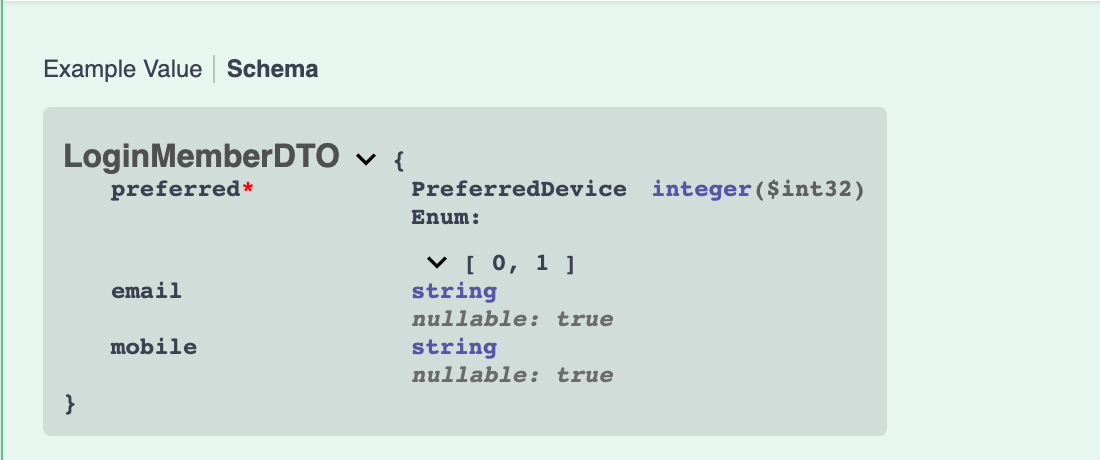 Example Value | Schema
LoginMemberDTO {
preferred* PreferredDevice integer($int32)
Enum:
[ 0, 1 ]
email string
nullable: true
mobile string
nullable: true
}